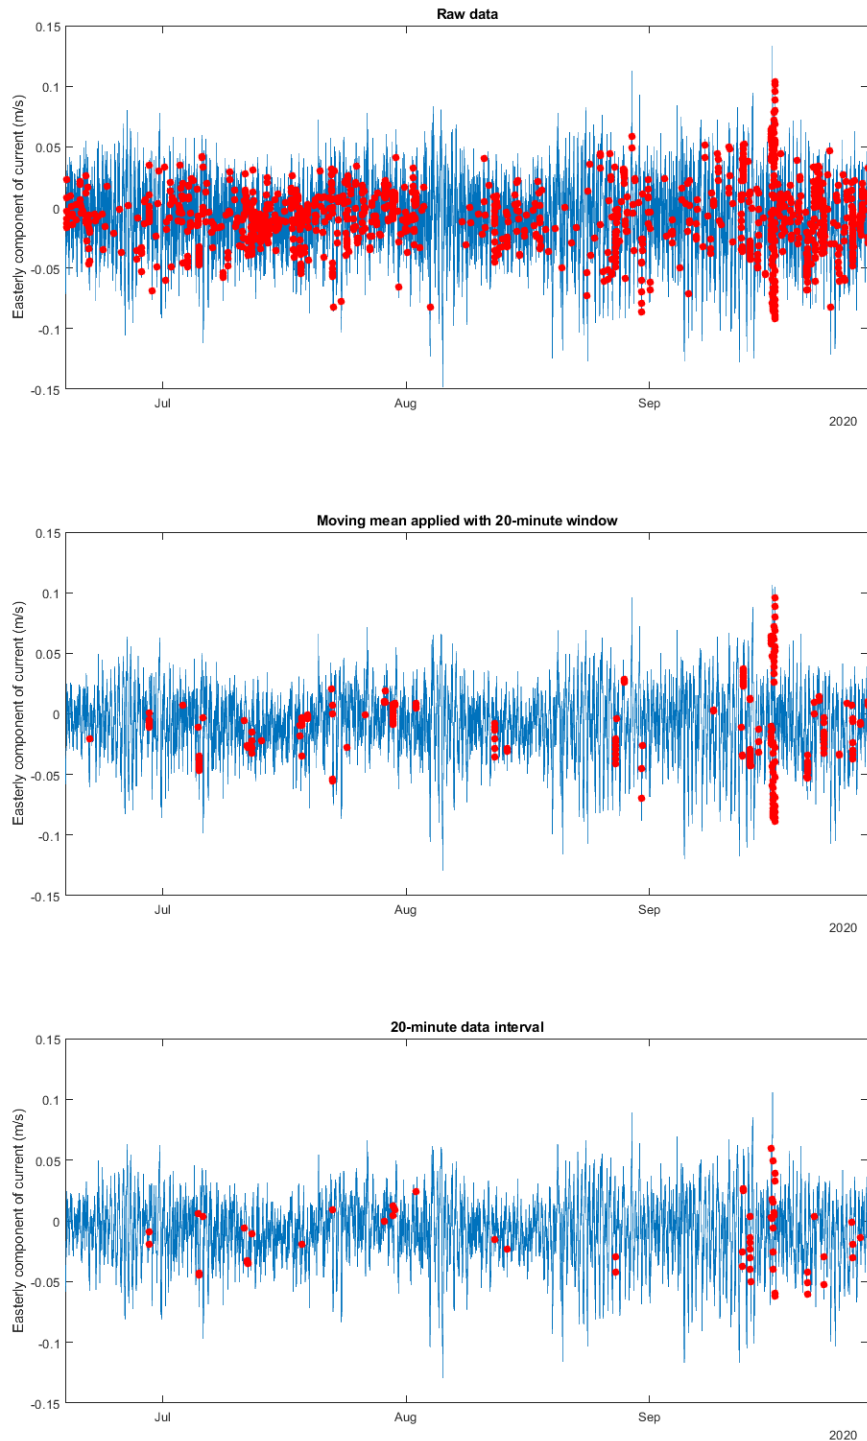 Raw data
0.15
0.1
0.05
0
-0.05
-0.1
-0.15
Easterly component of current (m/s)
Jul
Aug
Sep
2020
Moving mean applied with 20-minute window
0.15
0.1
0.05
0
-0.05
-0.1
-0.15
Easterly component of current (m/s)
Jul
Aug
Sep
2020
20-minute data interval
0.15
0.1
0.05
0
-0.05
-0.1
-0.15
Easterly component of current (m/s)
Jul
Aug
Sep
2020